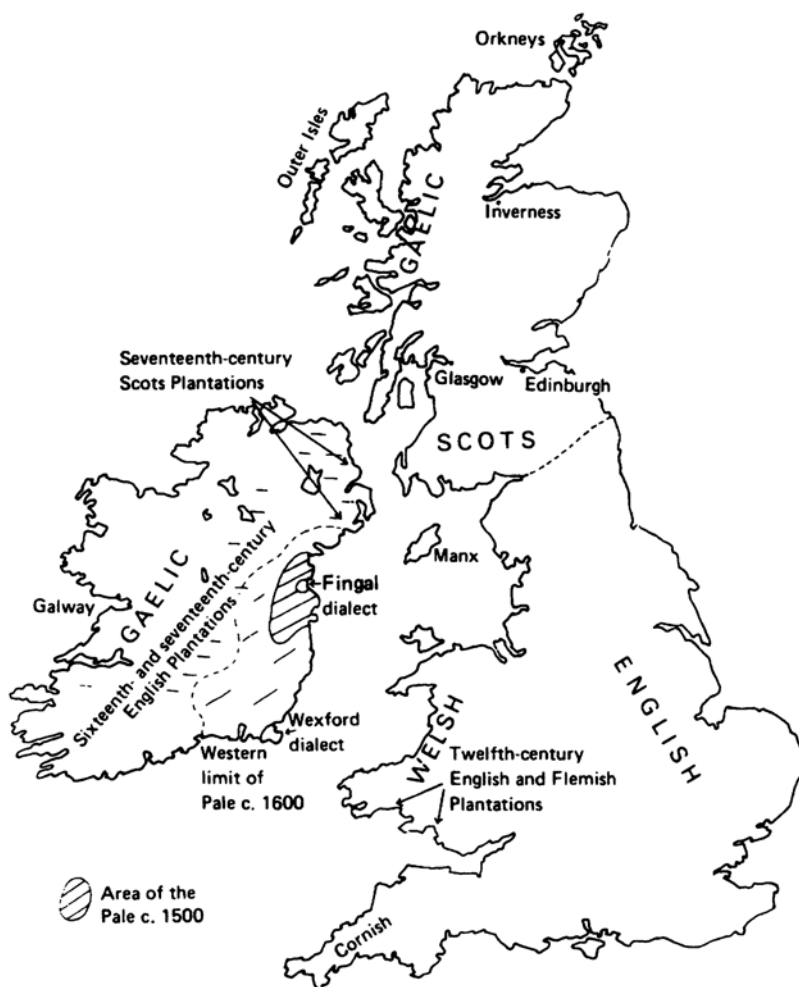 Orkneys
Outer Isles
GAELIC
Inverness
Seventeenth-century
Scots Plantations
Glasgow
Edinburgh
SCOTS
Manx
Fingal
dialect
GAELIC
Galway
Sixteenth- and seventeenth-century
English Plantations
Wexford
dialect
Western
limit of
Pale c. 1600
WELSH
Twelfth-century
English and Flemish
Plantations
ENGLISH
Area of the
Pale c. 1500
Cornish